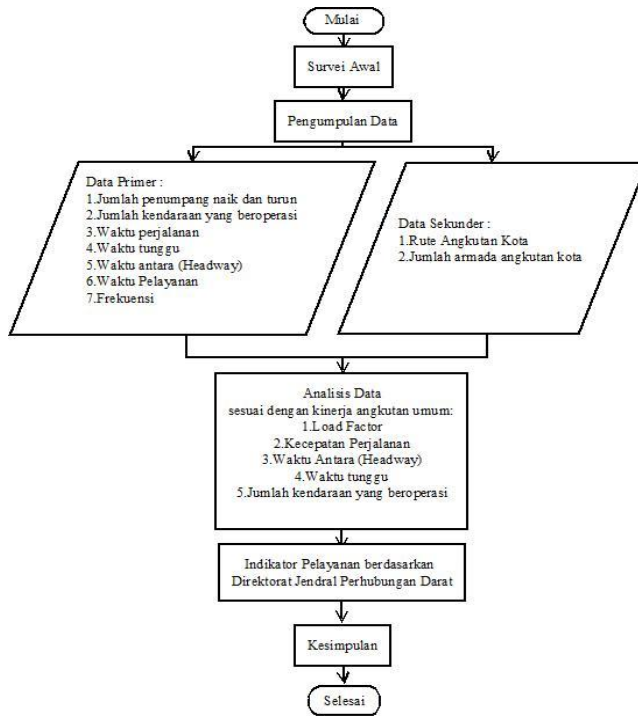 Mulai
Survei Awal
Pengumpulan Data
Data Primer :
1.Jumlah penumpang naik dan turun
2.Jumlah kendaraan yang beroperasi
3.Waktu perjalanan
4.Waktu tunggu
5.Waktu antara (Headway)
6.Waktu Pelayanan
7.Frekuensi
Data Sekunder :
1.Rute Angkutan Kota
2.Jumlah armada angkutan kota
Analisis Data
sesuai dengan kinerja angkutan umum:
1.Load Factor
2.Kecepatan Perjalanan
3.Waktu Antara (Headway)
4.Waktu tunggu
5.Jumlah kendaraan yang beroperasi
Indikator Pelayanan berdasarkan
Direktorat Jendral Perhubungan Darat
Kesimpulan
Selesai